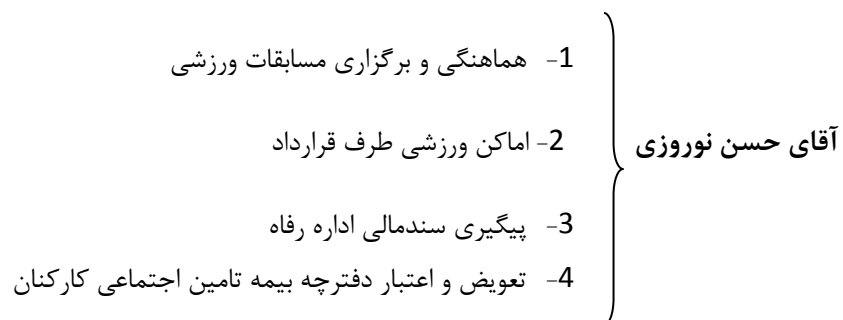 1- هماهنگی و برگزاری مسابقات ورزشی
آقای حسن نوروزی
2- اماکن ورزشی طرف قرارداد
3- پیگیری سندمالی اداره رفاه
4- تعویض و اعتبار دفترچه بیمه تامین اجتماعی کارکنان